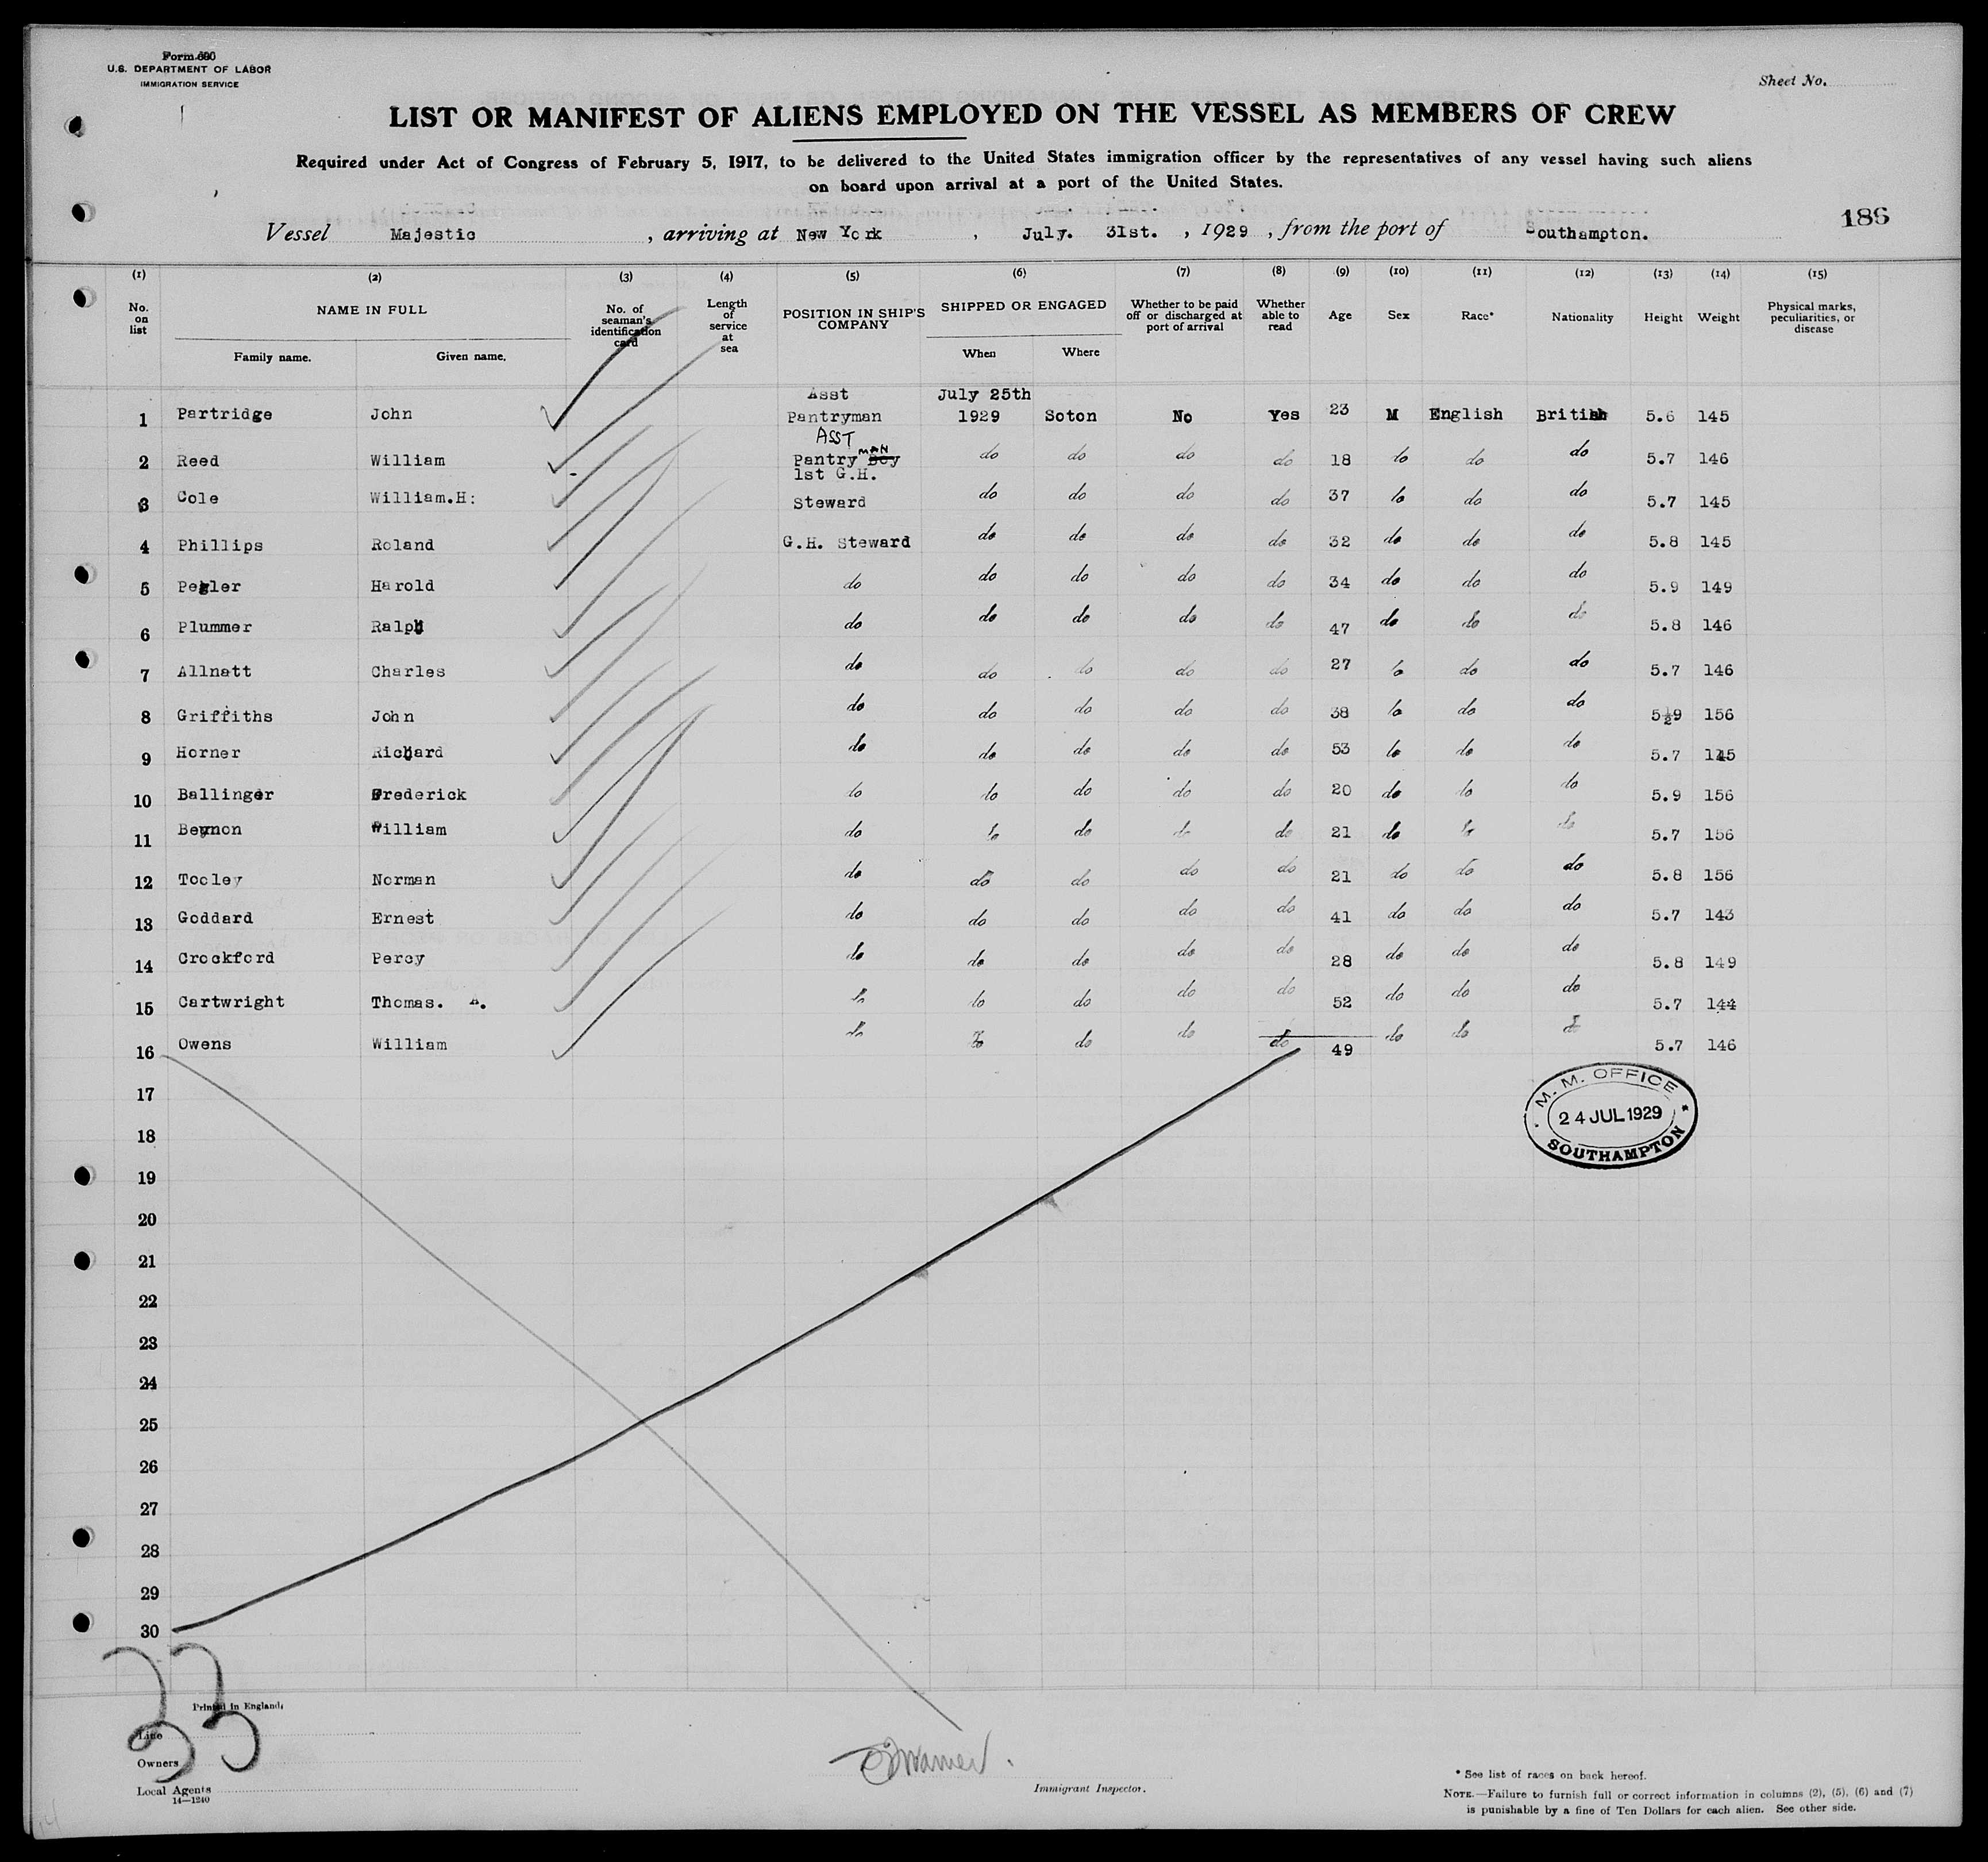 Form 680
U.S. DEPARTMENT OF LABOR
IMMIGRATION SERVICE
Sheet No.
LIST OR MANIFEST OF ALIENS EMPLOYED ON THE VESSEL AS MEMBERS OF CREW
Required under Act of Congress of February 5, 1917, to be delivered to the United States immigration officer by the representatives of any vessel having such aliens
on board upon arrival at a port of the United States.
186
Vessel Majestic , arriving at New York , July. 31st. , 1929 , from the port of Southampton.
(1) (2) (3) (4) (5) (6) (7) (8) (9) (10) (11) (12) (13) (14) (15)
No. on list NAME IN FULL Family name. Given name. No. of seaman's identification card Length of service at sea POSITION IN SHIP'S COMPANY SHIPPED OR ENGAGED When Where Whether to be paid off or discharged at port of arrival Whether able to read Age Sex Race* Nationality Height Weight Physical marks, peculiarities, or disease
Asst July 25th
1 Partridge John Pantryman 1929 Soton No Yes 23 M English British 5.6 145
ASST
2 Reed William Pantry Boy MAN do do do do 18 do do do 5.7 146
1st G.H.
3 Cole William.H: Steward do do do do 37 do do do 5.7 145
4 Phillips Roland G.H. Steward do do do do 32 do do do 5.8 145
5 Pegler Harold do do do do do 34 do do do 5.9 149
6 Plummer Ralph do do do do do 47 do do do 5.8 146
7 Allnatt Charles do do do do do 27 do do do 5.7 146
8 Griffiths John do do do do do 38 do do do 5½9 156
9 Horner Richard do do do do do 53 do do do 5.7 145
10 Ballinger Frederick do do do do do 20 do do do 5.9 156
11 Beynon William do do do do do 21 do do do 5.7 156
12 Tooley Norman do do do do do 21 do do do 5.8 156
13 Goddard Ernest do do do do do 41 do do do 5.7 143
14 Crockford Percy do do do do do 28 do do do 5.8 149
15 Cartwright Thomas. A. do do do do do 52 do do do 5.7 144
16 Owens William do do do do do 49 do do do 5.7 146
17
M. M. OFFICE
24 JUL 1929
SOUTHAMPTON
18
19
20
21
22
23
24
25
26
27
28
29
30
33
Printed in England.
Line
Owners
Local Agents
14—1240
Immigrant Inspector.
* See list of races on back hereof.
NOTE.—Failure to furnish full or correct information in columns (2), (5), (6) and (7)
is punishable by a fine of Ten Dollars for each alien. See other side.